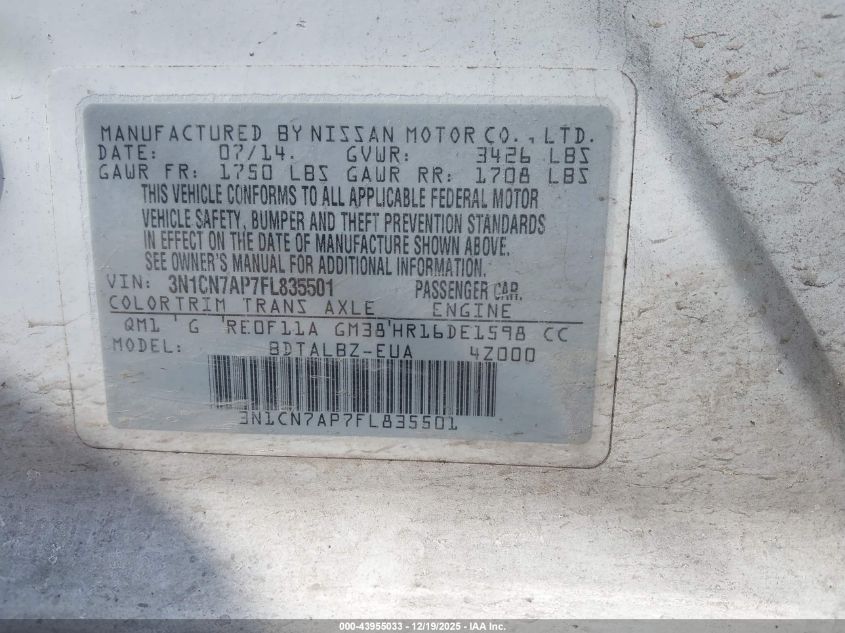 MANUFACTURED BY NISSAN MOTOR CO., LTD.
DATE: 07/14. GVWR: 3426 LBS
GAWR FR: 1750 LBS GAWR RR: 1708 LBS
THIS VEHICLE CONFORMS TO ALL APPLICABLE FEDERAL MOTOR
VEHICLE SAFETY, BUMPER AND THEFT PREVENTION STANDARDS
IN EFFECT ON THE DATE OF MANUFACTURE SHOWN ABOVE.
SEE OWNER'S MANUAL FOR ADDITIONAL INFORMATION.
VIN: 3N1CN7AP7FL835501 PASSENGER CAR.
COLORTRIM TRANS AXLE ENGINE
QM1 ' G 'RE0F11A GM38'HR16DE1598 CC
MODEL: BDTALBZ-EUA 4Z000
3N1CN7AP7FL835501
000-43955033 - 12/19/2025 - IAA Inc.